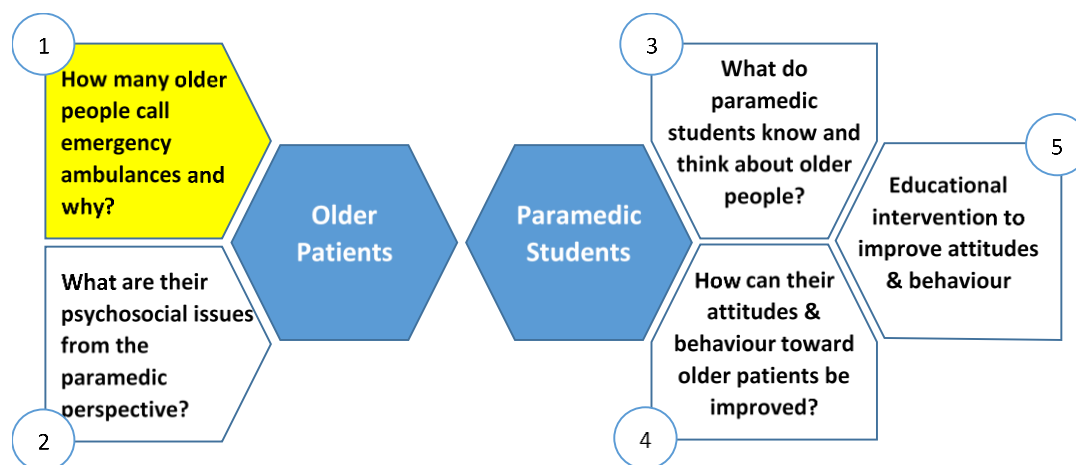 1
How many older
people call
emergency
ambulances and
why?
2
What are their
psychosocial issues
from the
paramedic
perspective?
Older
Patients
Paramedic
Students
3
What do
paramedic
students know and
think about older
people?
4
How can their
attitudes &
behaviour toward
older patients be
improved?
5
Educational
intervention to
improve attitudes
& behaviour